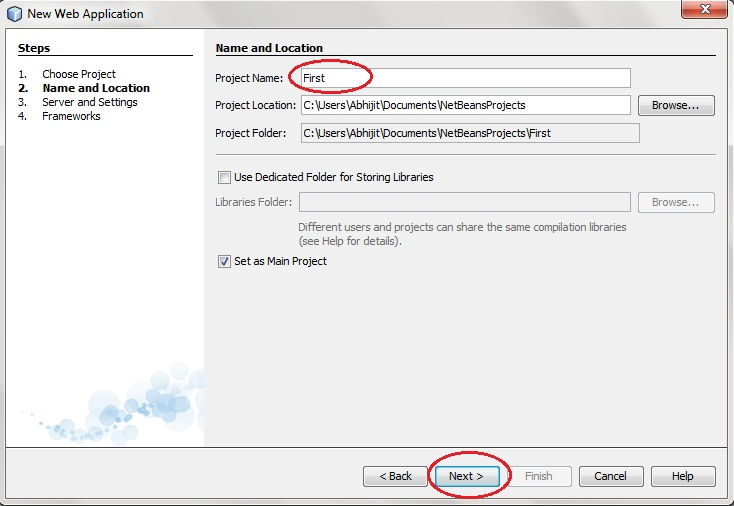 New Web Application
Steps
1. Choose Project
2. Name and Location
3. Server and Settings
4. Frameworks
Name and Location
Project Name: First
Project Location: C:\Users\Abhijit\Documents\NetBeansProjects Browse...
Project Folder: C:\Users\Abhijit\Documents\NetBeansProjects\First
Use Dedicated Folder for Storing Libraries
Libraries Folder: Browse...
Different users and projects can share the same compilation libraries
(see Help for details).
Set as Main Project
< Back Next > Finish Cancel Help